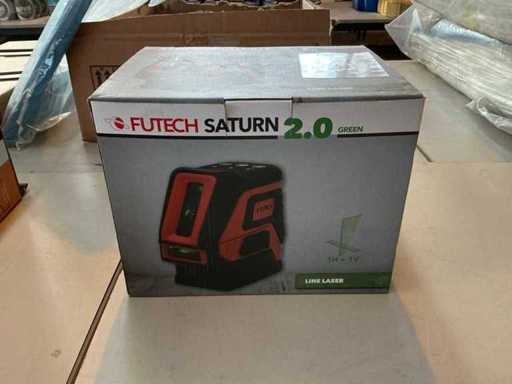 FUTECH SATURN 2.0 GREEN
1H - 1V
LINE LASER